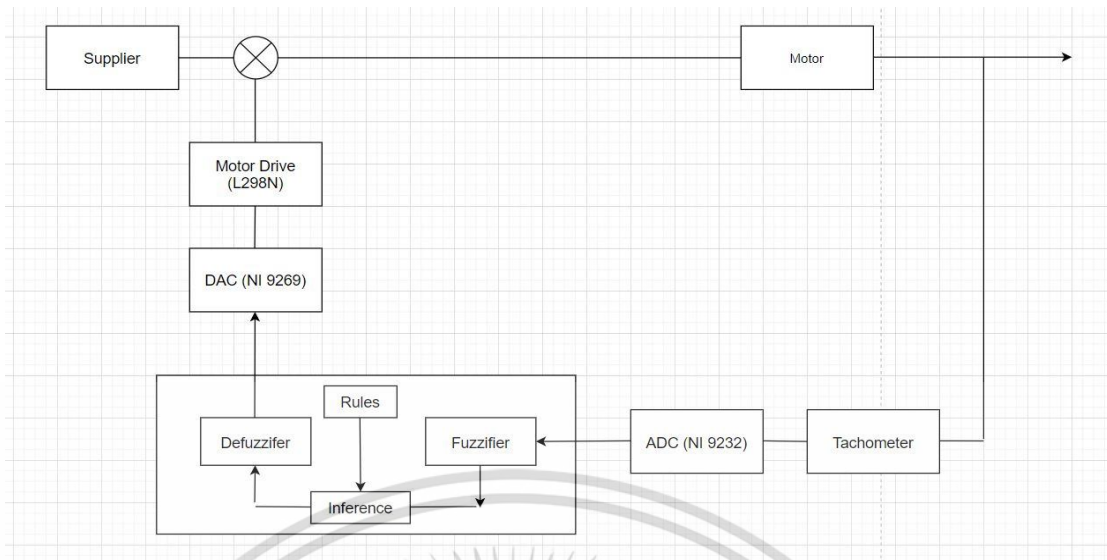 Supplier
Motor
Motor Drive
(L298N)
DAC (NI 9269)
Rules
Defuzzifer
Fuzzifier
ADC (NI 9232)
Tachometer
Inference